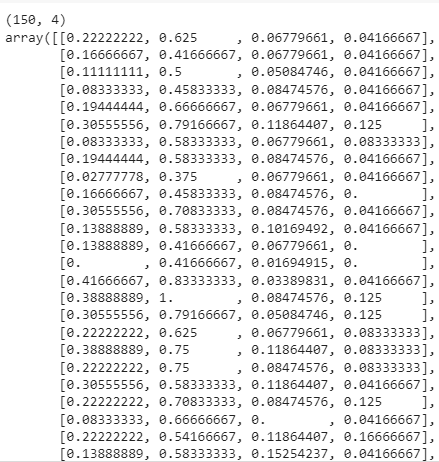 (150, 4)
array([[0.22222222, 0.625     , 0.06779661, 0.04166667],
       [0.16666667, 0.41666667, 0.06779661, 0.04166667],
       [0.11111111, 0.5       , 0.05084746, 0.04166667],
       [0.08333333, 0.45833333, 0.08474576, 0.04166667],
       [0.19444444, 0.66666667, 0.06779661, 0.04166667],
       [0.30555556, 0.79166667, 0.11864407, 0.125     ],
       [0.08333333, 0.58333333, 0.06779661, 0.08333333],
       [0.19444444, 0.58333333, 0.08474576, 0.04166667],
       [0.02777778, 0.375     , 0.06779661, 0.04166667],
       [0.16666667, 0.45833333, 0.08474576, 0.        ],
       [0.30555556, 0.70833333, 0.08474576, 0.04166667],
       [0.13888889, 0.58333333, 0.10169492, 0.04166667],
       [0.13888889, 0.41666667, 0.06779661, 0.        ],
       [0.        , 0.41666667, 0.01694915, 0.        ],
       [0.41666667, 0.83333333, 0.03389831, 0.04166667],
       [0.38888889, 1.        , 0.08474576, 0.125     ],
       [0.30555556, 0.79166667, 0.05084746, 0.125     ],
       [0.22222222, 0.625     , 0.06779661, 0.08333333],
       [0.38888889, 0.75      , 0.11864407, 0.08333333],
       [0.22222222, 0.75      , 0.08474576, 0.08333333],
       [0.30555556, 0.58333333, 0.11864407, 0.04166667],
       [0.22222222, 0.70833333, 0.08474576, 0.125     ],
       [0.08333333, 0.66666667, 0.        , 0.04166667],
       [0.22222222, 0.54166667, 0.11864407, 0.16666667],
       [0.13888889, 0.58333333, 0.15254237, 0.04166667],